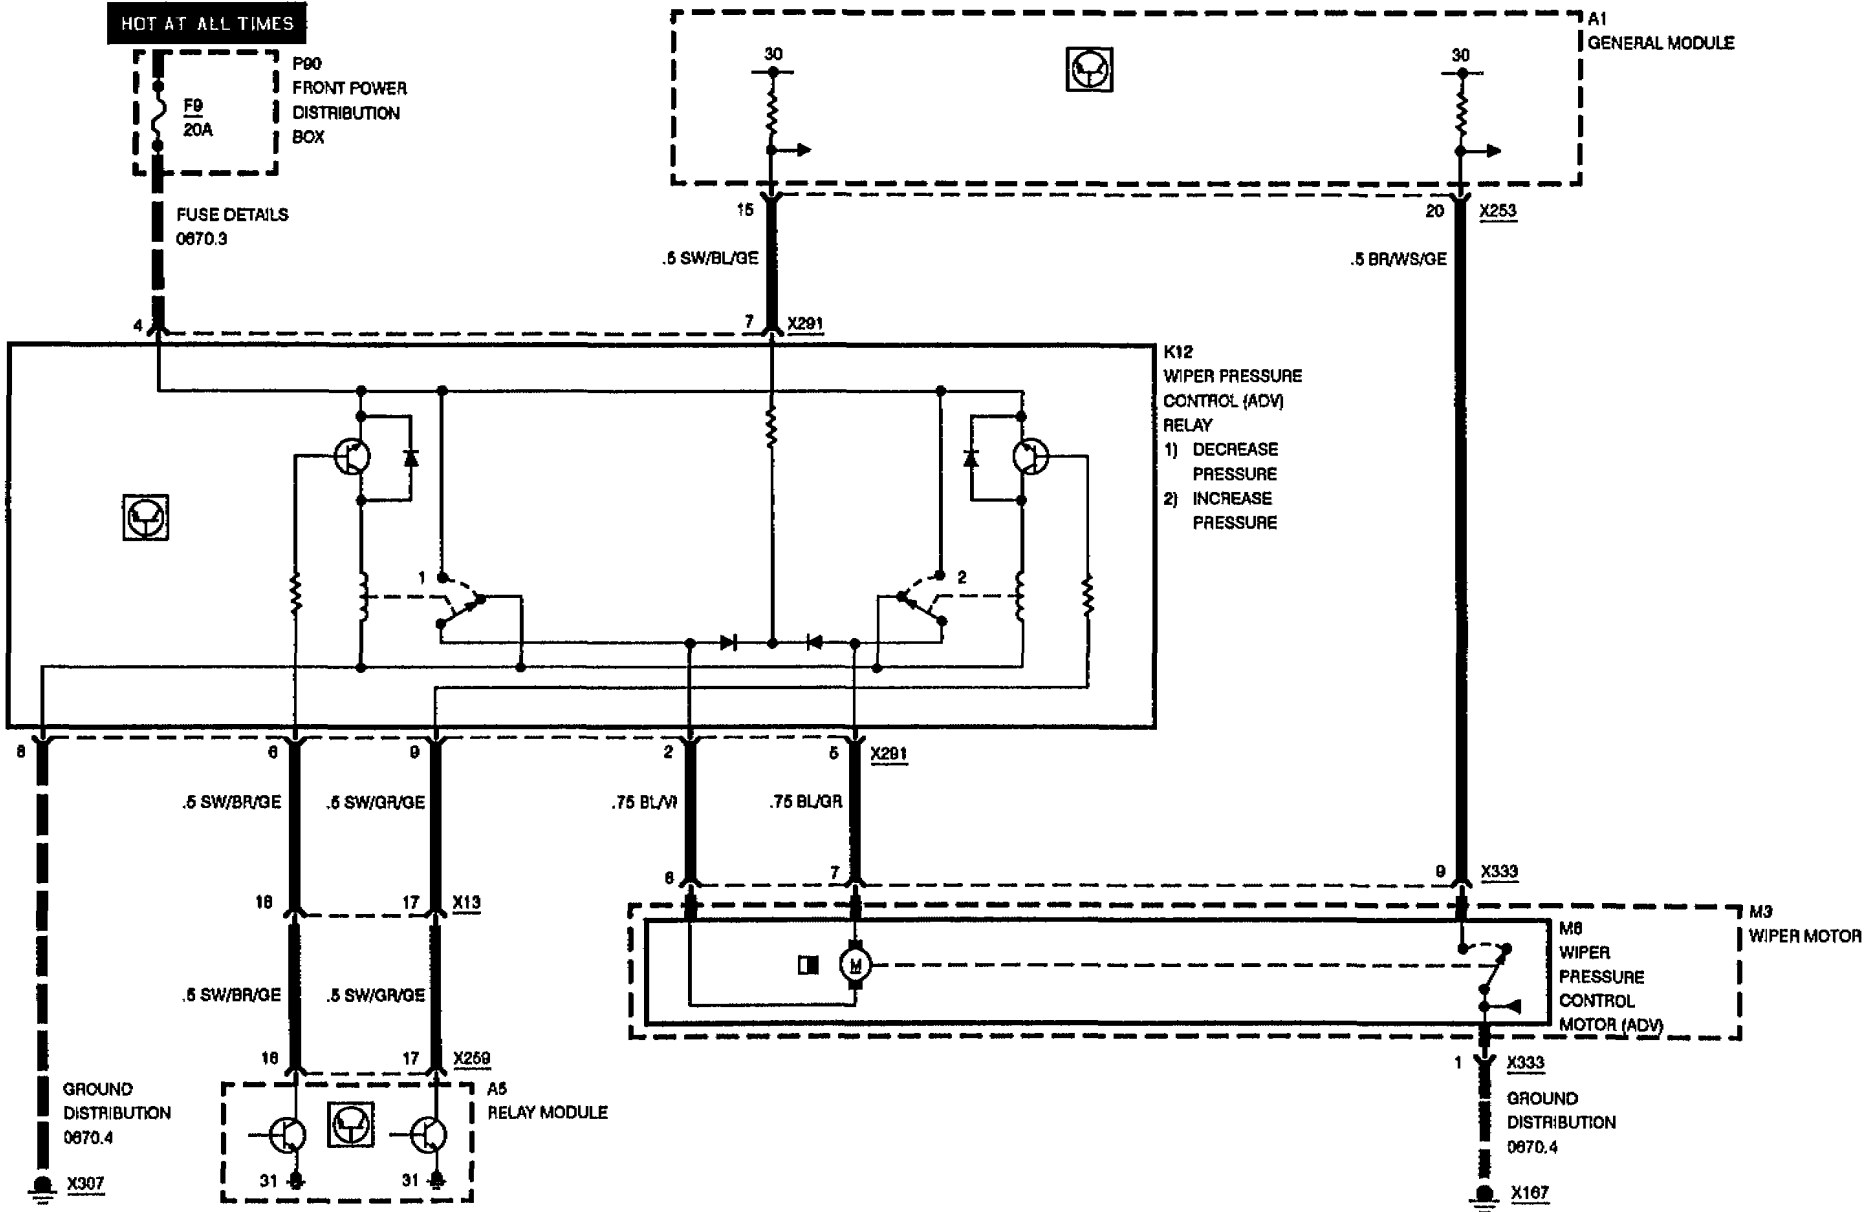 HOT AT ALL TIMES
P90
FRONT POWER
DISTRIBUTION
BOX
F9
20A
FUSE DETAILS
0670.3
A1
GENERAL MODULE
30
30
15
20
X253
.5 SW/BL/GE
.5 BR/WS/GE
4
7
X291
K12
WIPER PRESSURE
CONTROL (ADV)
RELAY
1) DECREASE
PRESSURE
2) INCREASE
PRESSURE
1
2
8
6
9
2
5
X291
.5 SW/BR/GE
.5 SW/GR/GE
.75 BL/VI
.75 BL/GR
16
17
X13
6
7
9
X333
M3
WIPER MOTOR
M
M6
WIPER
PRESSURE
CONTROL
MOTOR (ADV)
.5 SW/BR/GE
.5 SW/GR/GE
16
17
X259
A5
RELAY MODULE
31
31
GROUND
DISTRIBUTION
0670.4
X307
1
X333
GROUND
DISTRIBUTION
0670.4
X167